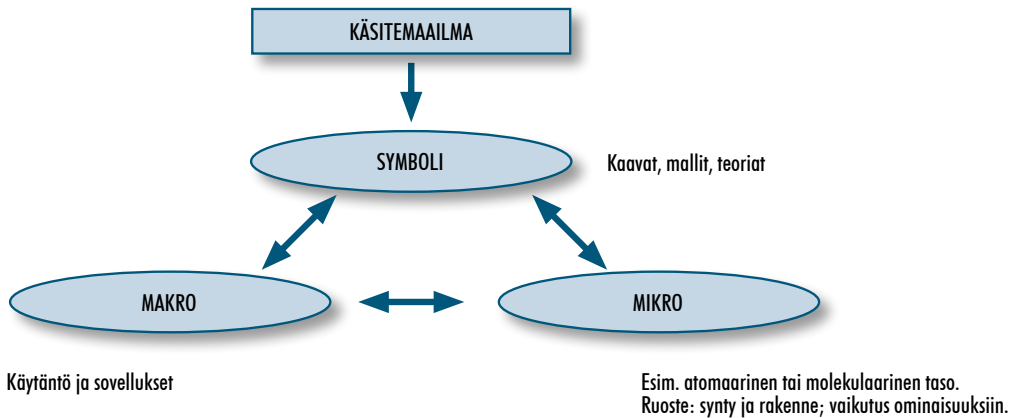 KÄSITEMAAILMA
SYMBOLI
Kaavat, mallit, teoriat
MAKRO
MIKRO
Käytäntö ja sovellukset
Esim. atomaarinen tai molekulaarinen taso.
Ruoste: synty ja rakenne; vaikutus ominaisuuksiin.